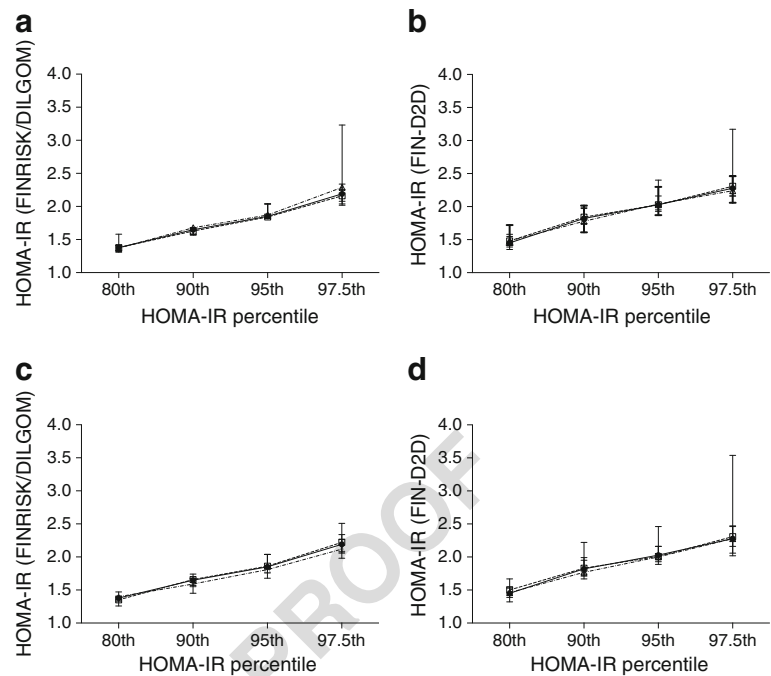 a
HOMA-IR (FINRISK/DILGOM)
4.0
3.5
3.0
2.5
2.0
1.5
1.0
80th 90th 95th 97.5th
HOMA-IR percentile
b
HOMA-IR (FIN-D2D)
4.0
3.5
3.0
2.5
2.0
1.5
1.0
80th 90th 95th 97.5th
HOMA-IR percentile
c
HOMA-IR (FINRISK/DILGOM)
4.0
3.5
3.0
2.5
2.0
1.5
1.0
80th 90th 95th 97.5th
HOMA-IR percentile
d
HOMA-IR (FIN-D2D)
4.0
3.5
3.0
2.5
2.0
1.5
1.0
80th 90th 95th 97.5th
HOMA-IR percentile
PROOF